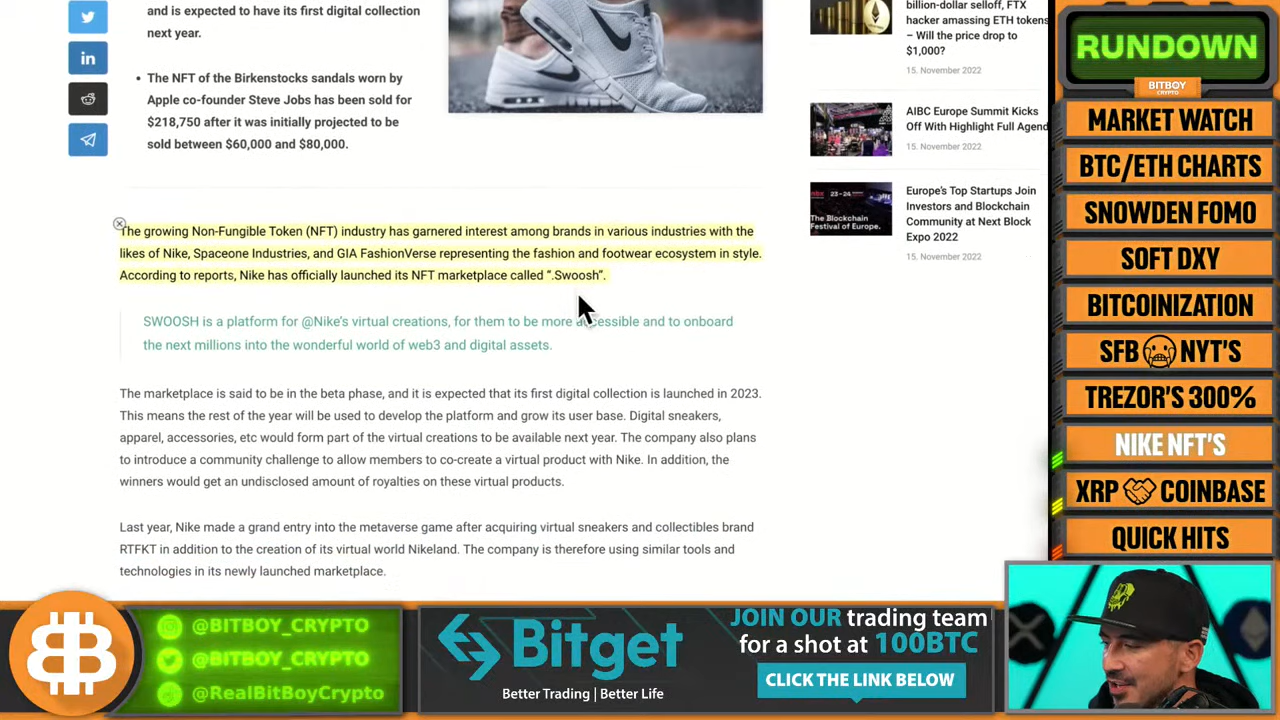 and is expected to have its first digital collection
next year.
• The NFT of the Birkenstocks sandals worn by
Apple co-founder Steve Jobs has been sold for
$218,750 after it was initially projected to be
sold between $60,000 and $80,000.
The growing Non-Fungible Token (NFT) industry has garnered interest among brands in various industries with the
likes of Nike, Spaceone Industries, and GIA FashionVerse representing the fashion and footwear ecosystem in style.
According to reports, Nike has officially launched its NFT marketplace called “.Swoosh”.
SWOOSH is a platform for @Nike's virtual creations, for them to be more accessible and to onboard
the next millions into the wonderful world of web3 and digital assets.
The marketplace is said to be in the beta phase, and it is expected that its first digital collection is launched in 2023.
This means the rest of the year will be used to develop the platform and grow its user base. Digital sneakers,
apparel, accessories, etc would form part of the virtual creations to be available next year. The company also plans
to introduce a community challenge to allow members to co-create a virtual product with Nike. In addition, the
winners would get an undisclosed amount of royalties on these virtual products.
Last year, Nike made a grand entry into the metaverse game after acquiring virtual sneakers and collectibles brand
RTFKT in addition to the creation of its virtual world Nikeland. The company is therefore using similar tools and
technologies in its newly launched marketplace.
billion-dollar selloff, FTX
hacker amassing ETH tokens
– Will the price drop to
$1,000?
15. November 2022
AIBC Europe Summit Kicks
Off With Highlight Full Agend
15. November 2022
23–24
The Blockchain
Festival of Europe.
Europe's Top Startups Join
Investors and Blockchain
Community at Next Block
Expo 2022
15. November 2022
RUNDOWN
BITBOY
CRYPTO
MARKET WATCH
BTC/ETH CHARTS
SNOWDEN FOMO
SOFT DXY
BITCOINIZATION
SFB🥶NYT'S
TREZOR'S 300%
NIKE NFT'S
XRP🤝COINBASE
QUICK HITS
@BITBOY_CRYPTO
@BITBOY_CRYPTO
@RealBitBoyCrypto
Bitget
Better Trading | Better Life
JOIN OUR trading team
for a shot at 100BTC
CLICK THE LINK BELOW